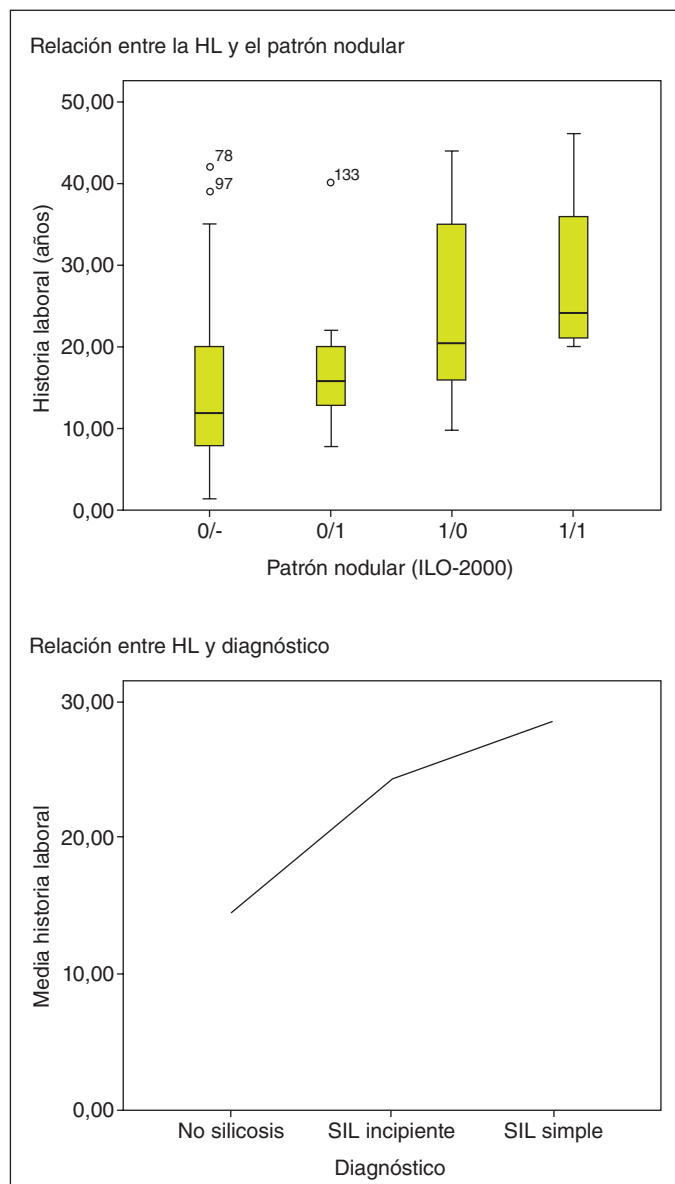 Relación entre la HL y el patrón nodular
50,00
40,00
30,00
20,00
10,00
0,00
Historia laboral (años)
78
97
133
0/-
0/1
1/0
1/1
Patrón nodular (ILO-2000)
Relación entre HL y diagnóstico
30,00
20,00
10,00
0,00
Media historia laboral
No silicosis
SIL incipiente
SIL simple
Diagnóstico